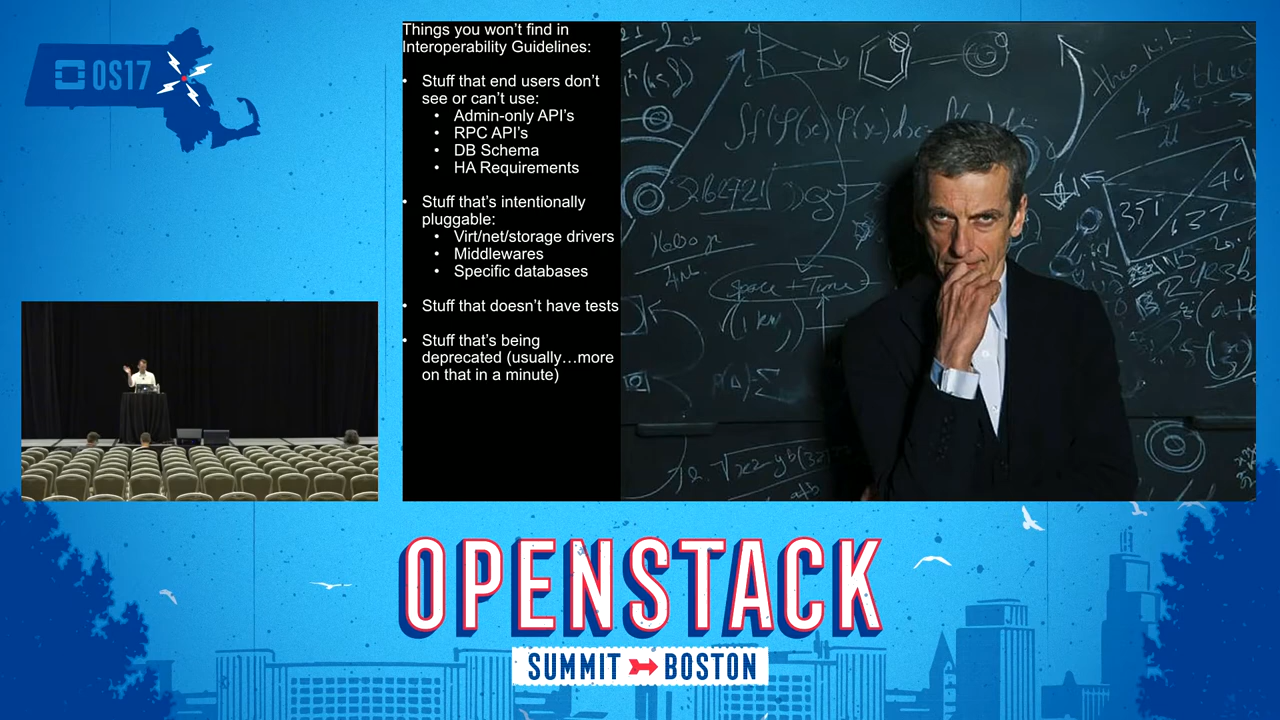 OS17
Things you won't find in
Interoperability Guidelines:
• Stuff that end users don't
see or can't use:
• Admin-only API's
• RPC API's
• DB Schema
• HA Requirements
• Stuff that's intentionally
pluggable:
• Virt/net/storage drivers
• Middlewares
• Specific databases
• Stuff that doesn't have tests
• Stuff that's being
deprecated (usually…more
on that in a minute)
Space + Time
OPENSTACK
SUMMIT BOSTON